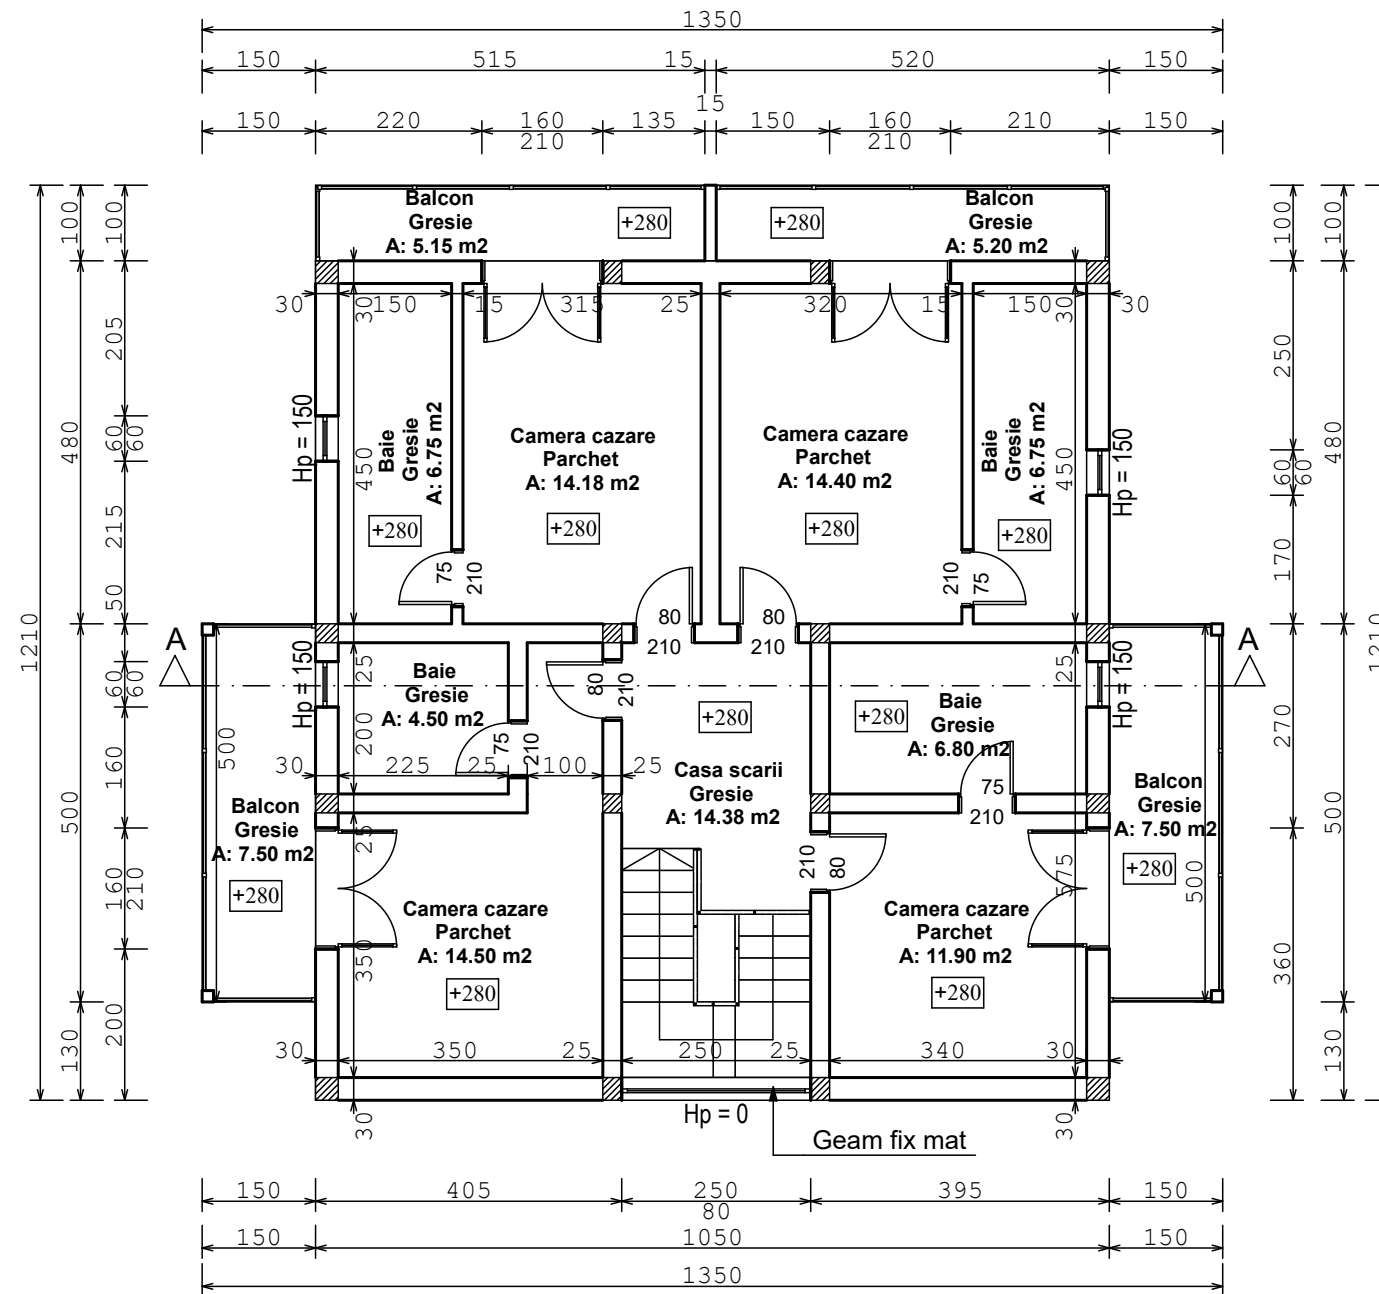 1350
150 515 15 520 150
15
150 220 160 135 150 160 210 150
210 210
Balcon
Gresie
A: 5.15 m2
+280
+280
Balcon
Gresie
A: 5.20 m2
100 100
100 100
30 150 15 315 25 320 15 150 30
30
30
205
480
60
60
215
50
450
Hp = 150
Baie
Gresie
A: 6.75 m2
+280
Camera cazare
Parchet
A: 14.18 m2
+280
Camera cazare
Parchet
A: 14.40 m2
+280
Baie
Gresie
A: 6.75 m2
+280
450
Hp = 150
250
60
60
170
480
75
210
210
75
80
210
80
210
1210
1210
A
A
Hp = 150
25
60
60
160
500
160
210
200
130
Baie
Gresie
A: 4.50 m2
200
80
210
75
210
+280
+280
Baie
Gresie
A: 6.80 m2
25
Hp = 150
270
500
360
130
30 225 25 100 25
Casa scarii
Gresie
A: 14.38 m2
75
210
500
Balcon
Gresie
A: 7.50 m2
+280
25
210
80
575
Balcon
Gresie
A: 7.50 m2
+280
500
Camera cazare
Parchet
A: 14.50 m2
+280
350
Camera cazare
Parchet
A: 11.90 m2
+280
30 350 25 250 25 340 30
30
30
Hp = 0
Geam fix mat
150 405 250 395 150
80
150 1050 150
1350